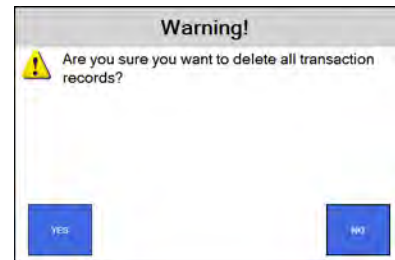 Warning!
Are you sure you want to delete all transaction
records?
YES
NO